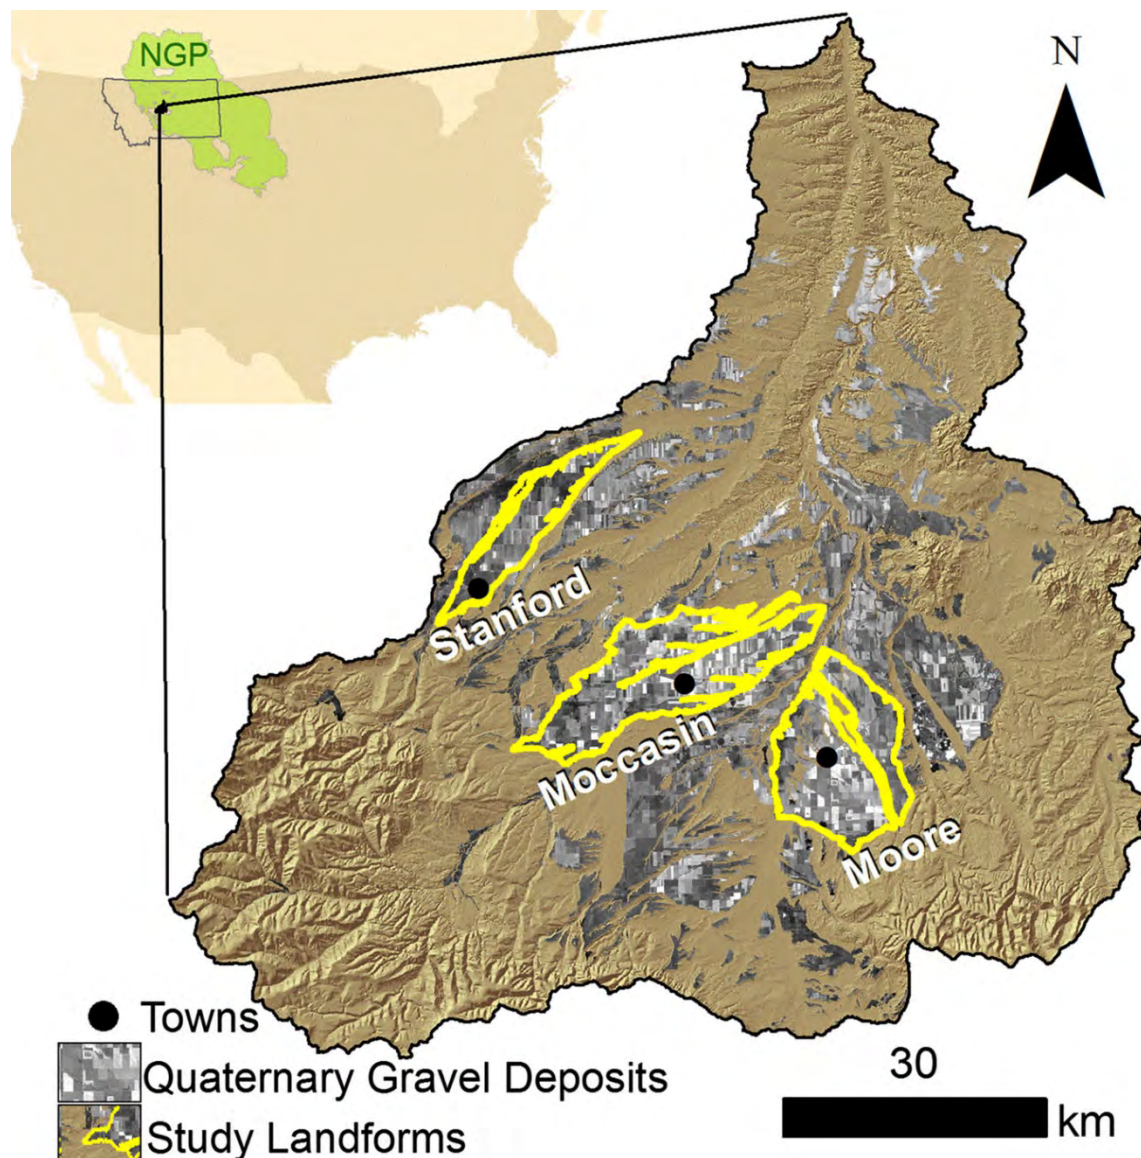 NGP
N
Stanford
Moccasin
Moore
Towns
Quaternary Gravel Deposits
Study Landforms
30
km